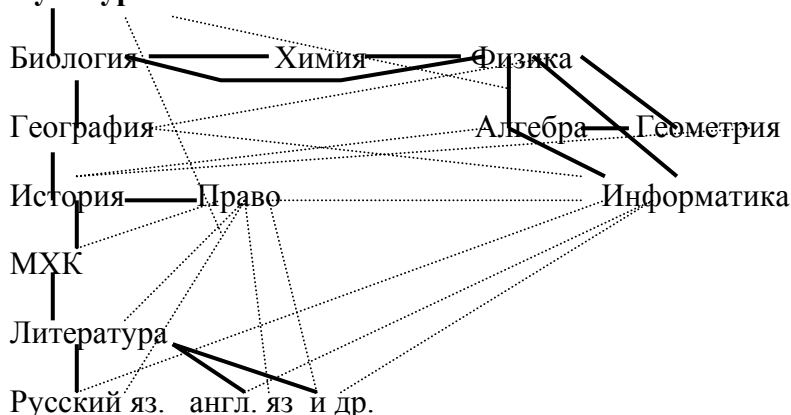 Биология Химия Физика
География Алгебра Геометрия
История Право Информатика
МХК
Литература
Русский яз. англ. яз и др.